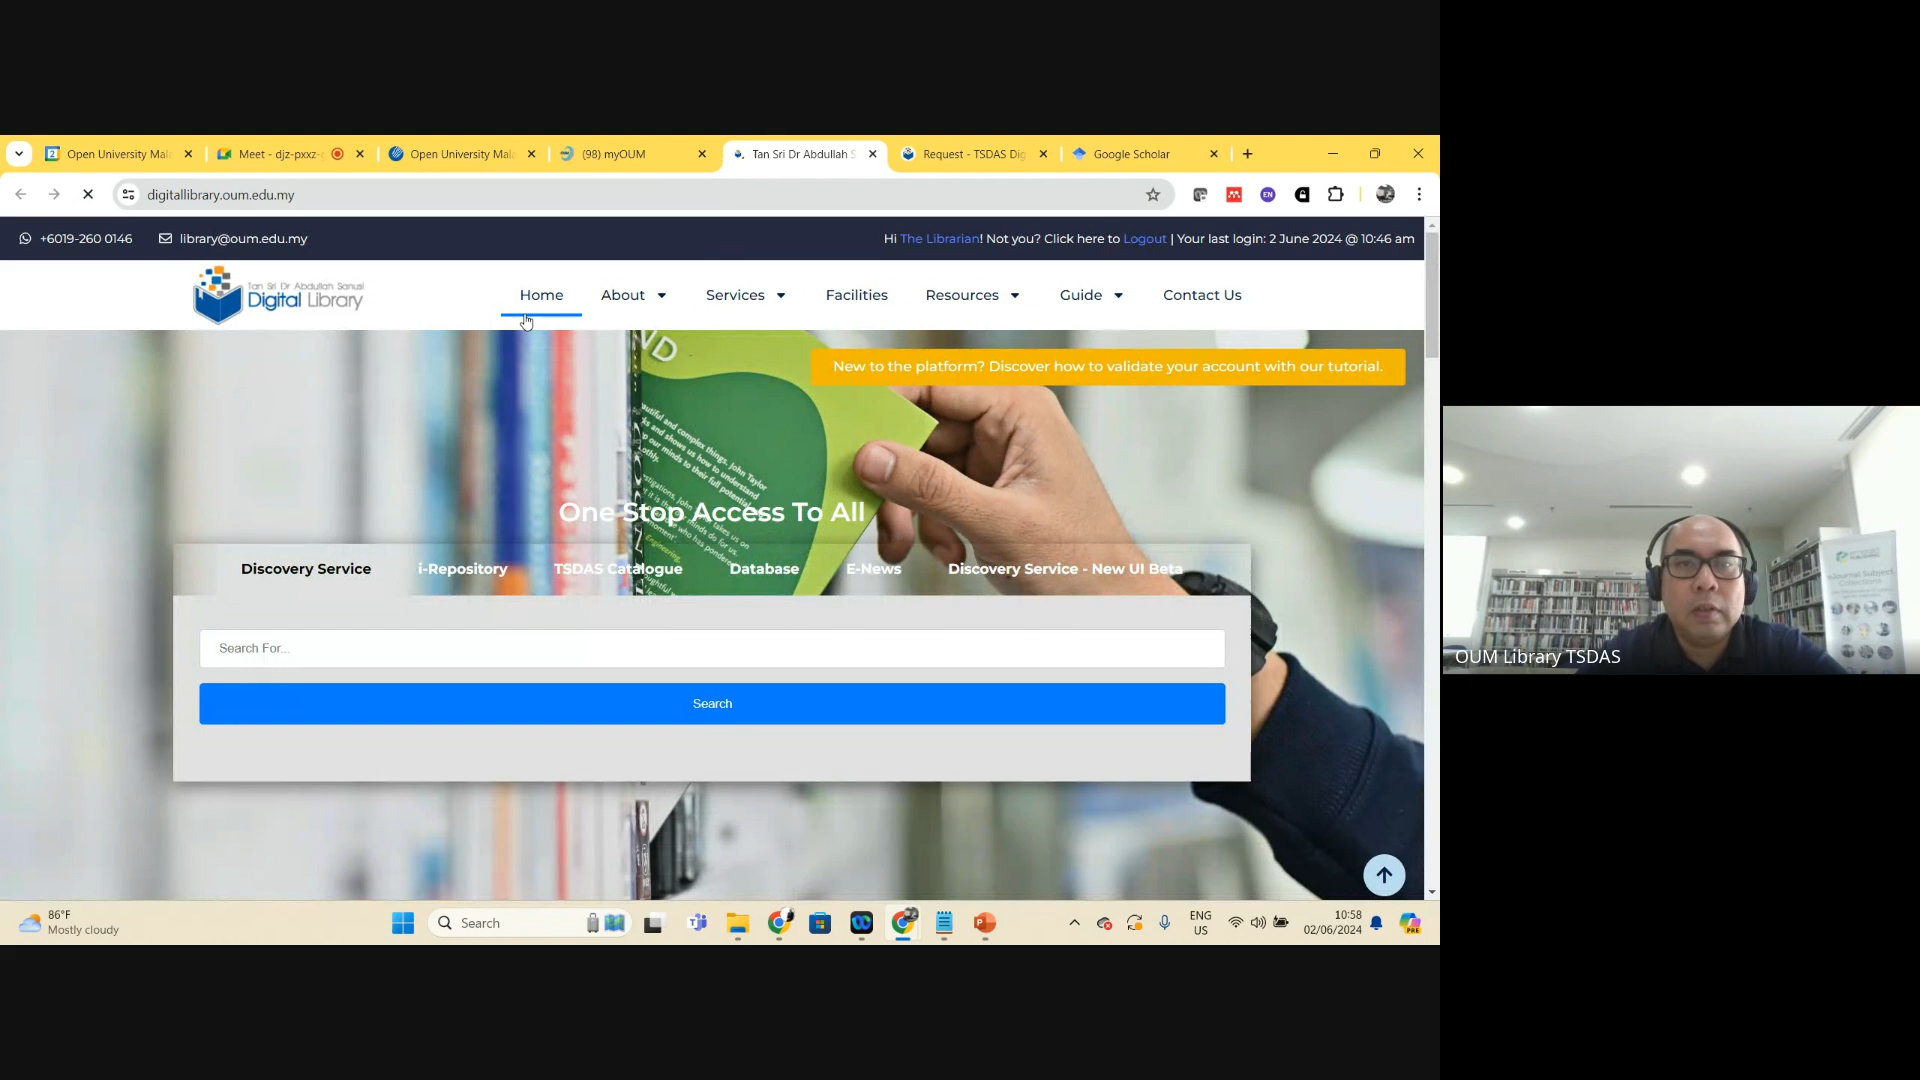 Open University Mala
Meet - djz-pxxz-
Open University Mala
(98) myOUM
Tan Sri Dr Abdullah S
Request - TSDAS Dig
Google Scholar
digitallibrary.oum.edu.my
EN
+6019-260 0146
library@oum.edu.my
Hi The Librarian! Not you? Click here to Logout | Your last login: 2 June 2024 @ 10:46 am
Tan Sri Dr Abdullah Sanusi
Digital Library
Home
About
Services
Facilities
Resources
Guide
Contact Us
New to the platform? Discover how to validate your account with our tutorial.
One Stop Access To All
Discovery Service
i-Repository
TSDAS Catalogue
Database
E-News
Discovery Service - New UI Beta
Search For...
Search
OUM Library TSDAS
86°F
Mostly cloudy
Search
ENG
US
10:58
02/06/2024
PRE